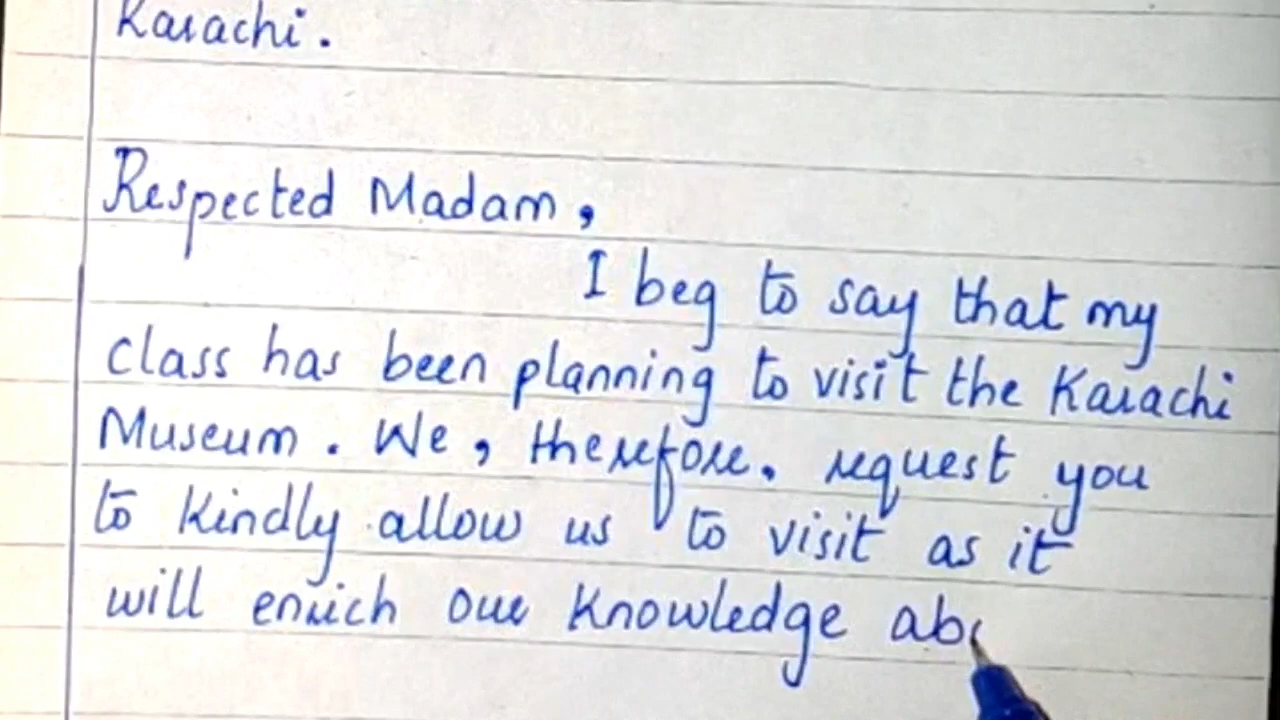 Karachi.
Respected Madam,
I beg to say that my
class has been planning to visit the Karachi
Museum. We, therefore. request you
to kindly allow us to visit as it
will enrich our knowledge ab